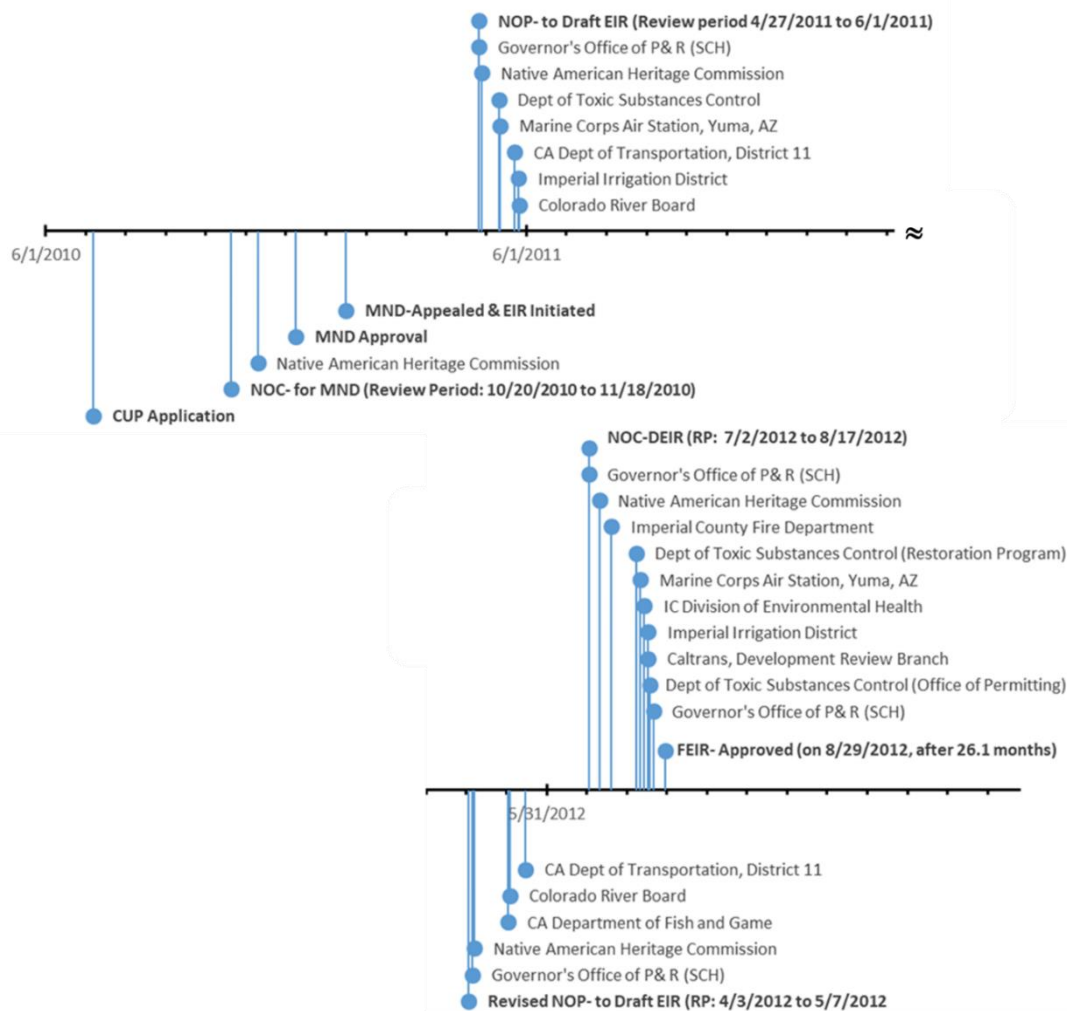 NOP- to Draft EIR (Review period 4/27/2011 to 6/1/2011)
Governor's Office of P& R (SCH)
Native American Heritage Commission
Dept of Toxic Substances Control
Marine Corps Air Station, Yuma, AZ
CA Dept of Transportation, District 11
Imperial Irrigation District
Colorado River Board
≈
6/1/2010
6/1/2011
MND-Appealed & EIR Initiated
MND Approval
Native American Heritage Commission
NOC- for MND (Review Period: 10/20/2010 to 11/18/2010)
CUP Application
NOC-DEIR (RP: 7/2/2012 to 8/17/2012)
Governor's Office of P& R (SCH)
Native American Heritage Commission
Imperial County Fire Department
Dept of Toxic Substances Control (Restoration Program)
Marine Corps Air Station, Yuma, AZ
IC Division of Environmental Health
Imperial Irrigation District
Caltrans, Development Review Branch
Dept of Toxic Substances Control (Office of Permitting)
Governor's Office of P& R (SCH)
FEIR- Approved (on 8/29/2012, after 26.1 months)
5/31/2012
CA Dept of Transportation, District 11
Colorado River Board
CA Department of Fish and Game
Native American Heritage Commission
Governor's Office of P& R (SCH)
Revised NOP- to Draft EIR (RP: 4/3/2012 to 5/7/2012